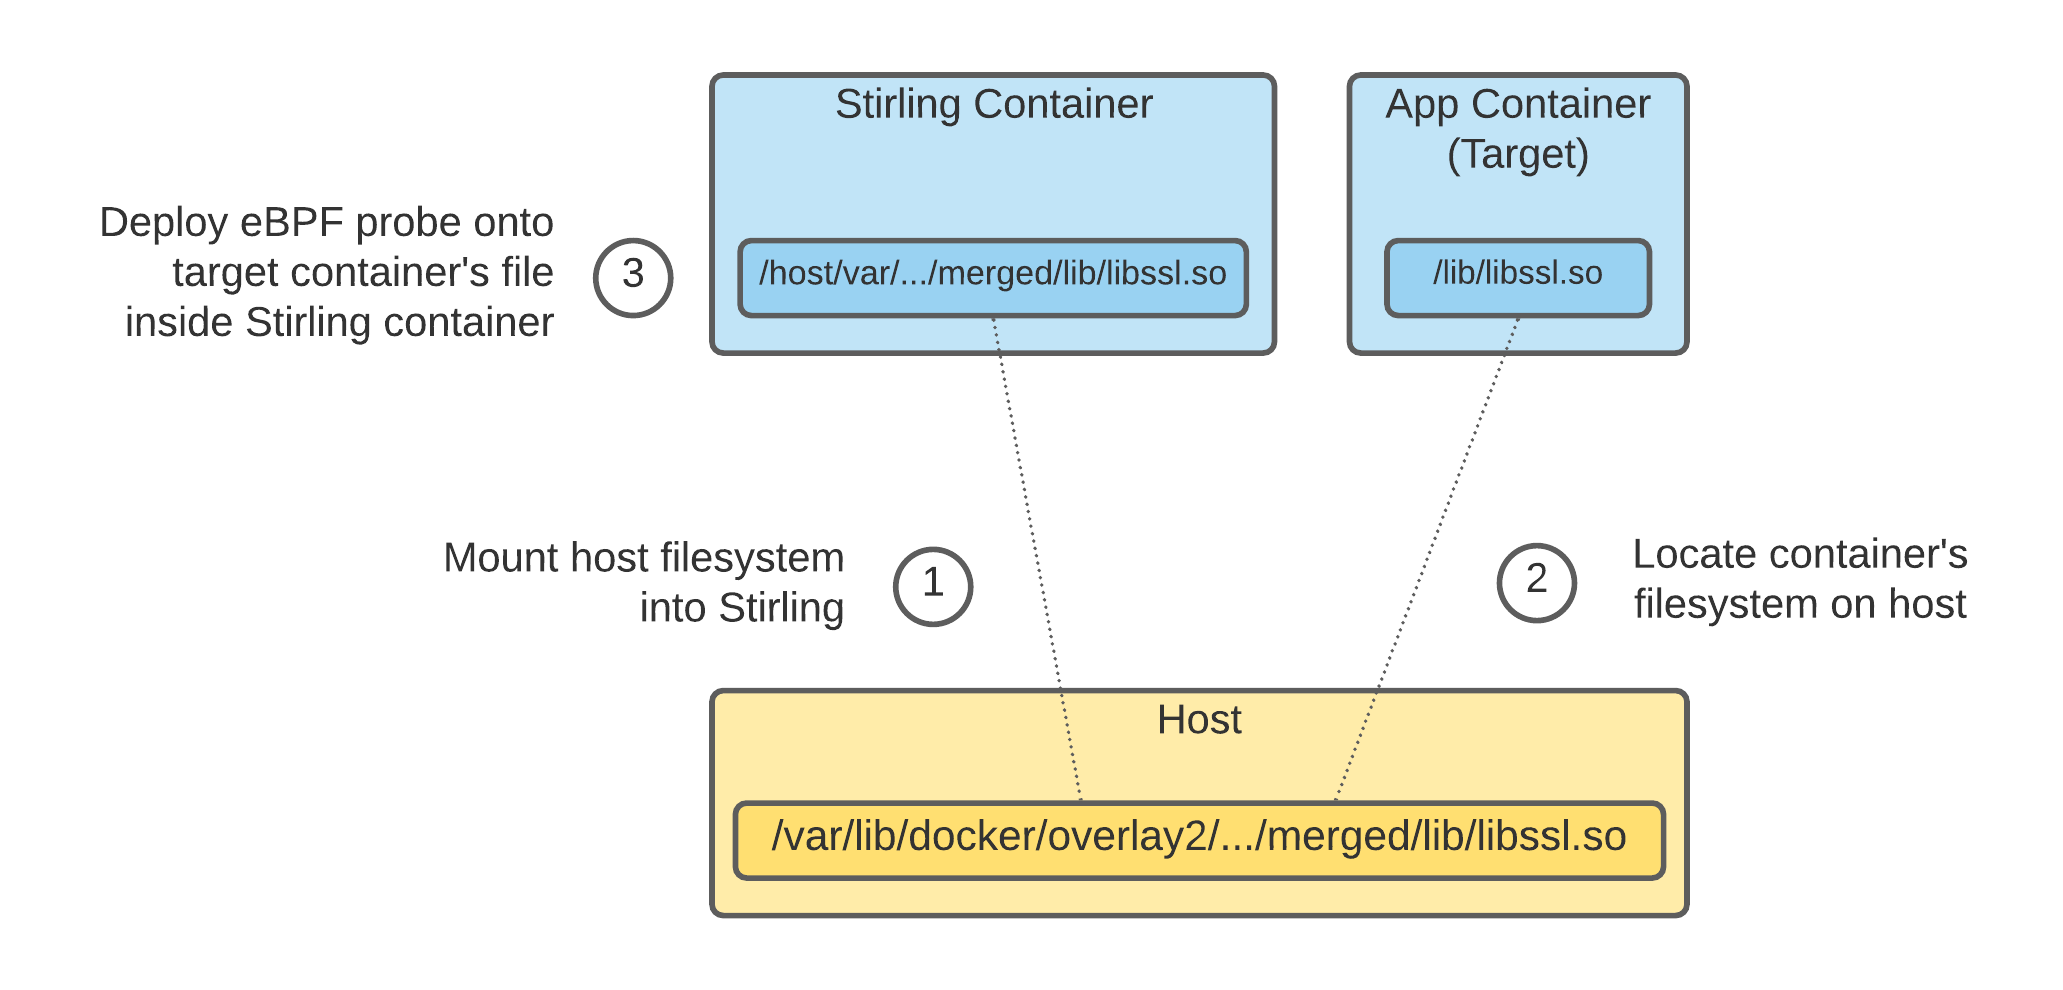 Stirling Container
App Container
(Target)
/host/var/.../merged/lib/libssl.so
/lib/libssl.so
Deploy eBPF probe onto
target container's file
inside Stirling container
3
Mount host filesystem
into Stirling
1
2
Locate container's
filesystem on host
Host
/var/lib/docker/overlay2/.../merged/lib/libssl.so